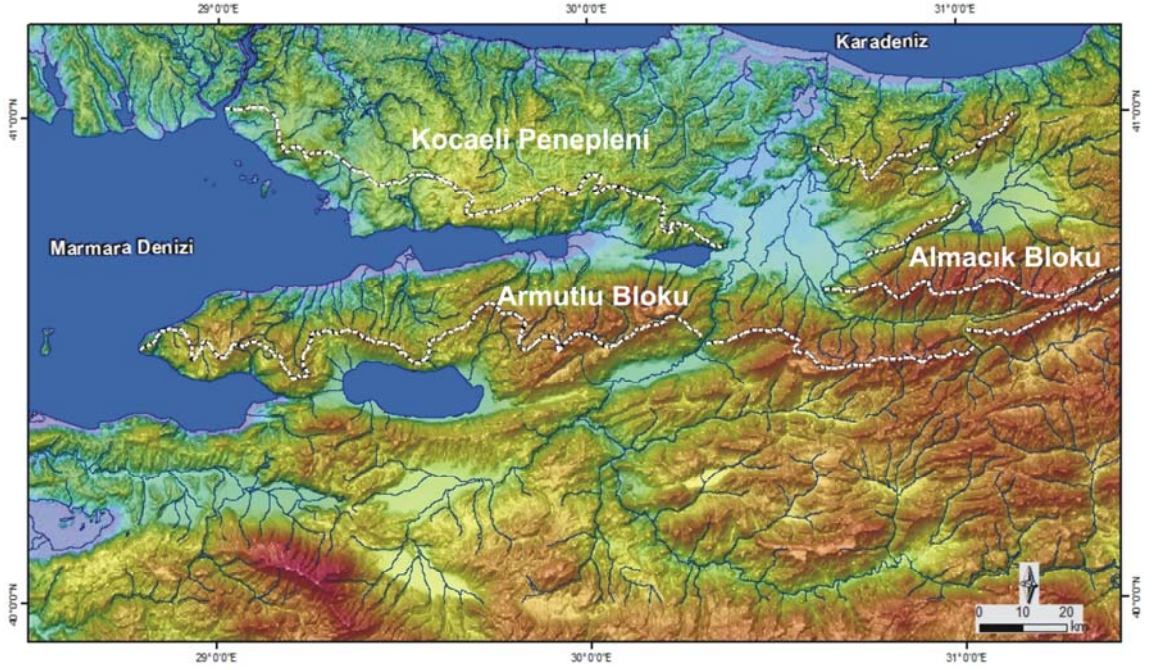 29°0'0"E 30°0'0"E 31°0'0"E
Karadeniz
41°0'0"N 41°0'0"N
Kocaeli Penepleni
Marmara Denizi
Almacık Bloku
Armutlu Bloku
40°0'0"N 40°0'0"N
0 10 20
km
29°0'0"E 30°0'0"E 31°0'0"E